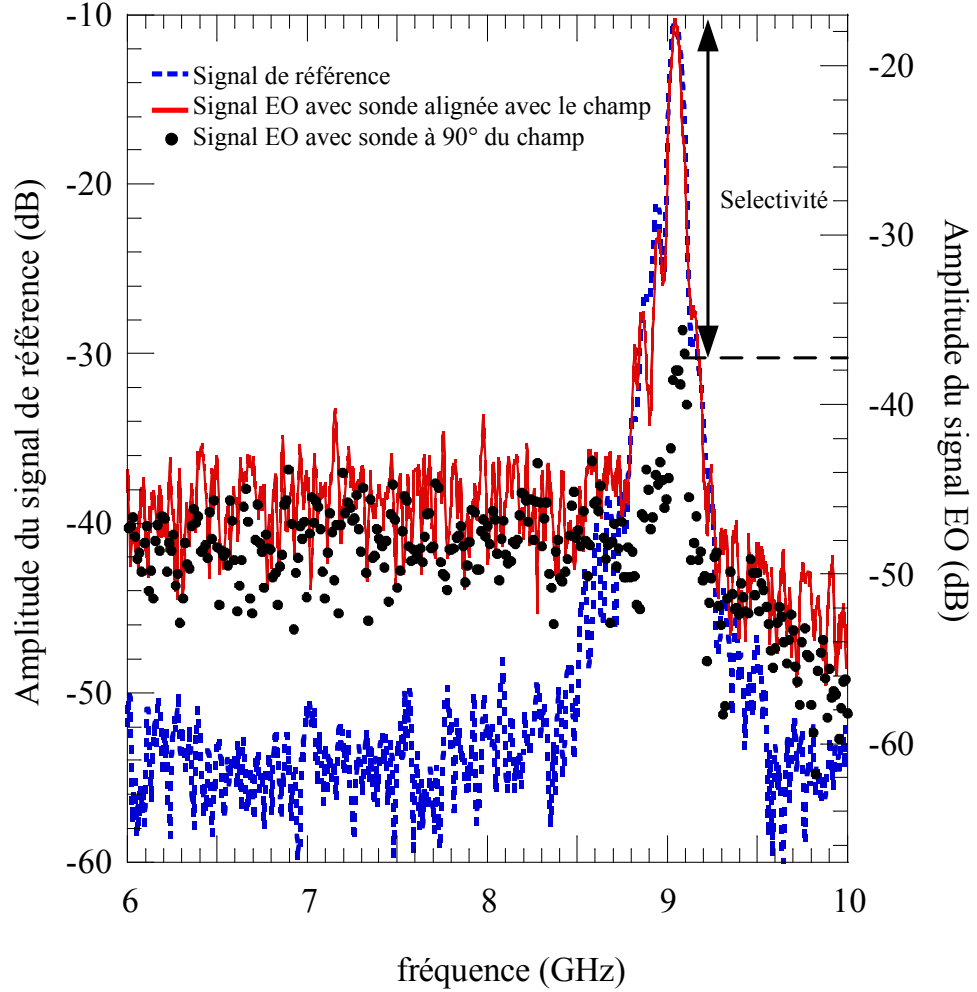 Signal de référence
Signal EO avec sonde alignée avec le champ
Signal EO avec sonde à 90° du champ
Selectivité
Amplitude du signal de référence (dB)
-10
-10
-20
-30
-40
-50
-60
Amplitude du signal EO (dB)
-20
-30
-40
-50
-60
6
7
8
9
10
fréquence (GHz)